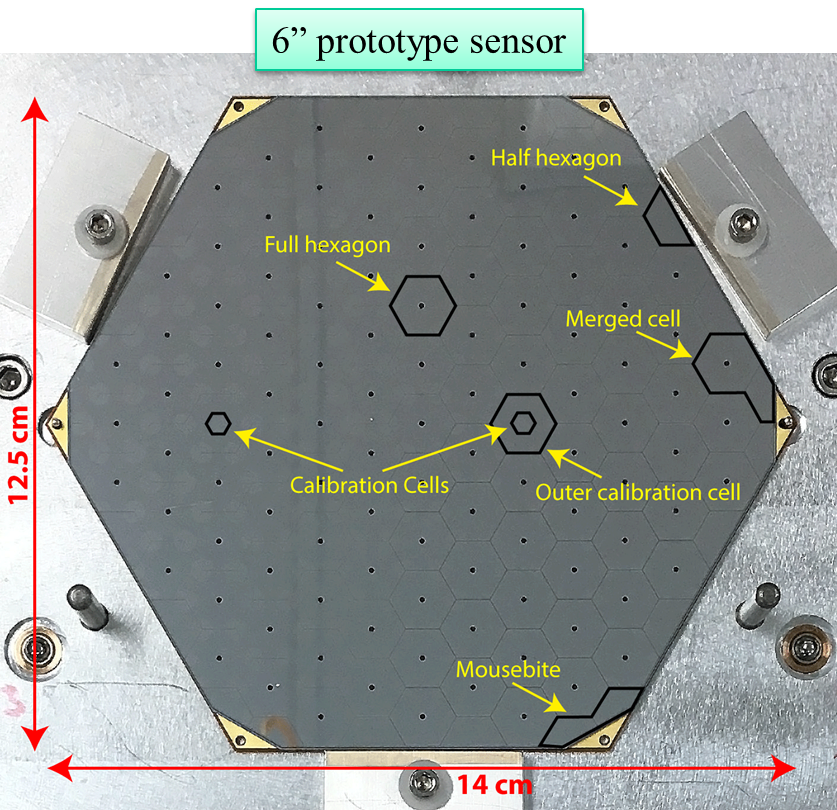 6” prototype sensor
Half hexagon
Full hexagon
Merged cell
12.5 cm
Calibration Cells
Outer calibration cell
Mousebite
14 cm